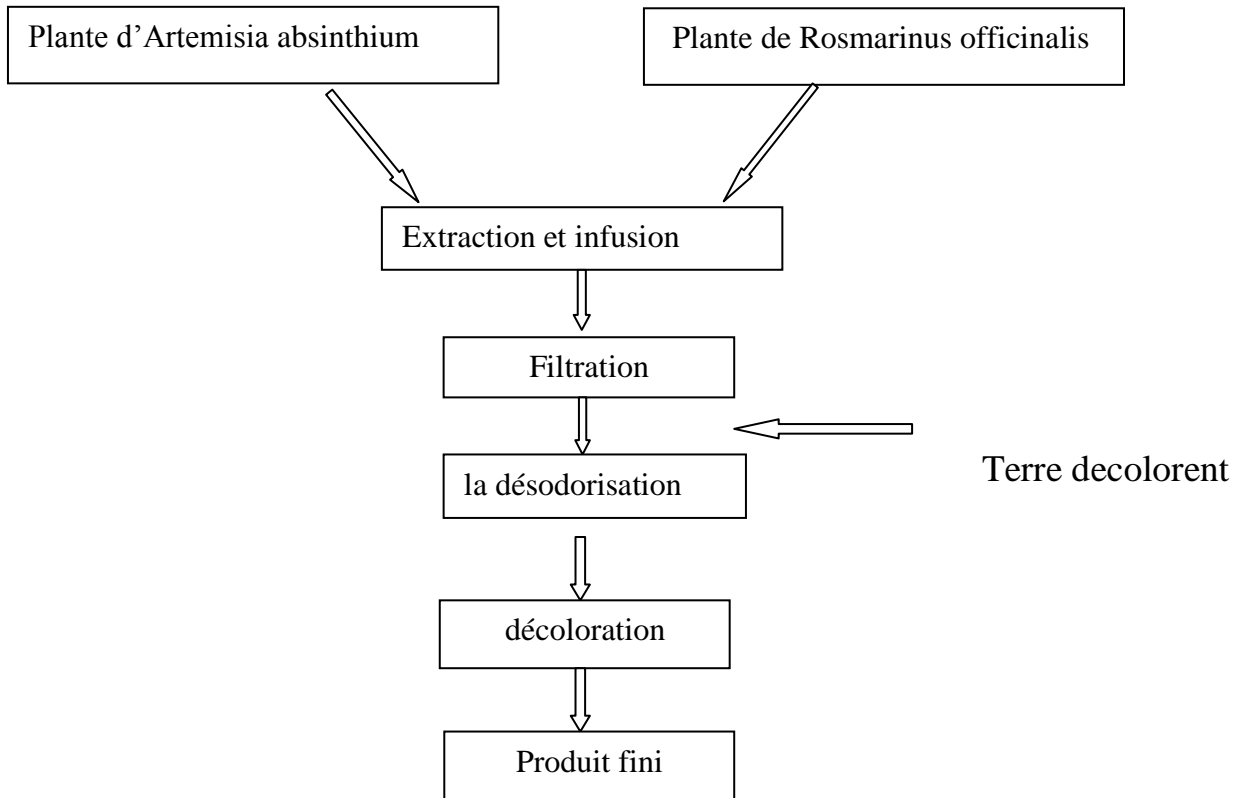 Plante d’Artemisia absinthium
Plante de Rosmarinus officinalis
Extraction et infusion
Filtration
Terre decolorent
la désodorisation
décoloration
Produit fini